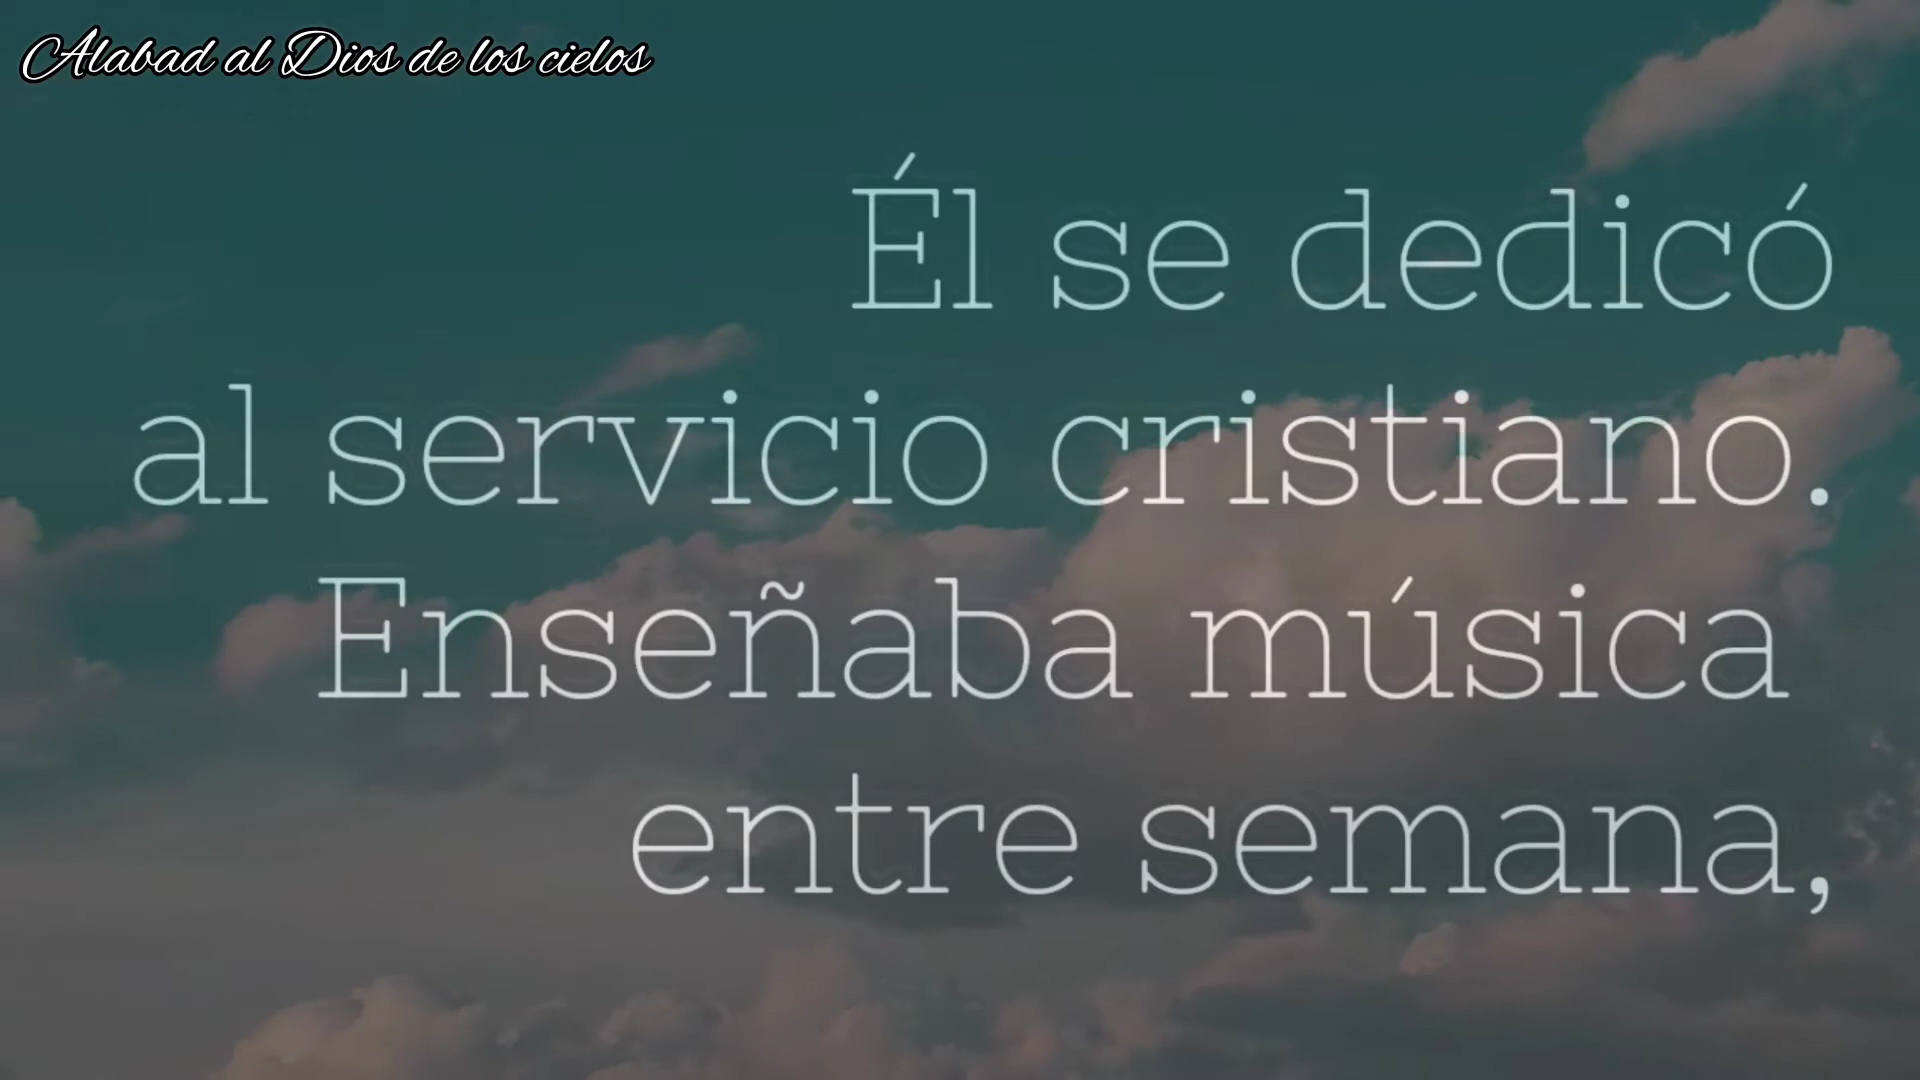 Alabad al Dios de los cielos
Él se dedicó
al servicio cristiano.
Enseñaba música
entre semana,